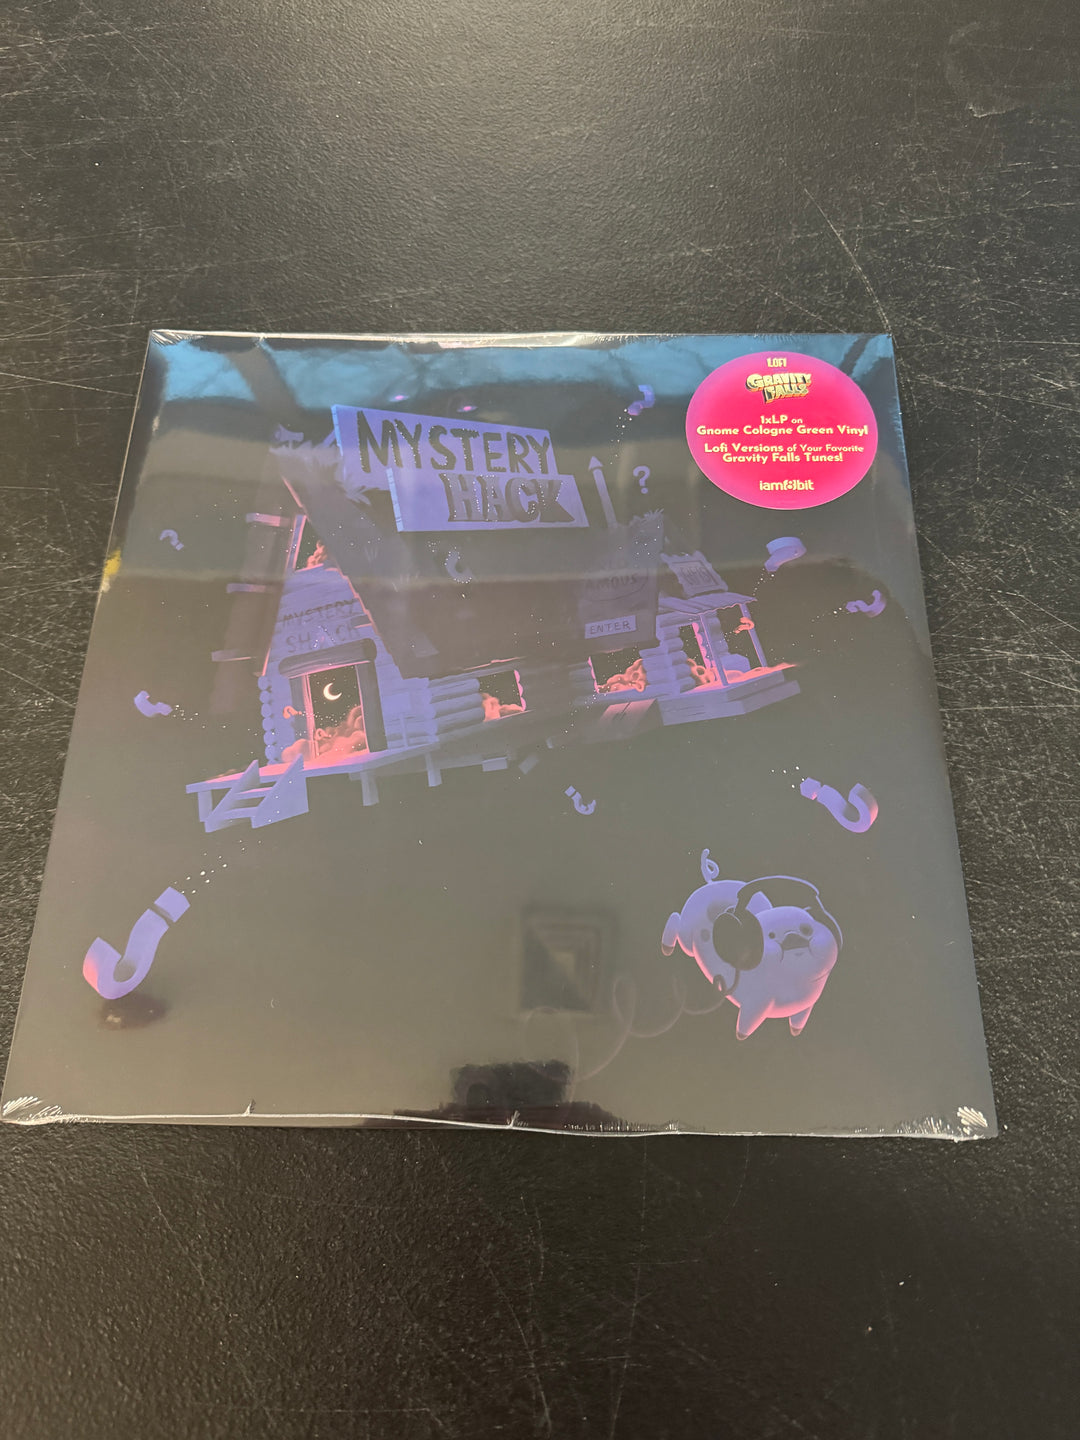 LOFI
GRAVITY
FALLS
1xLP on
Gnome Cologne Green Vinyl
Lofi Versions of Your Favorite
Gravity Falls Tunes!
iam8bit
MYSTERY
HACK
?
FAMOUS
MYSTERY
SHACK
ENTER